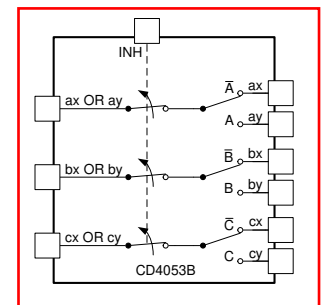 INH
A̅ ax
ax OR ay
A ay
B̅ bx
bx OR by
B by
C̅ cx
cx OR cy
C cy
CD4053B